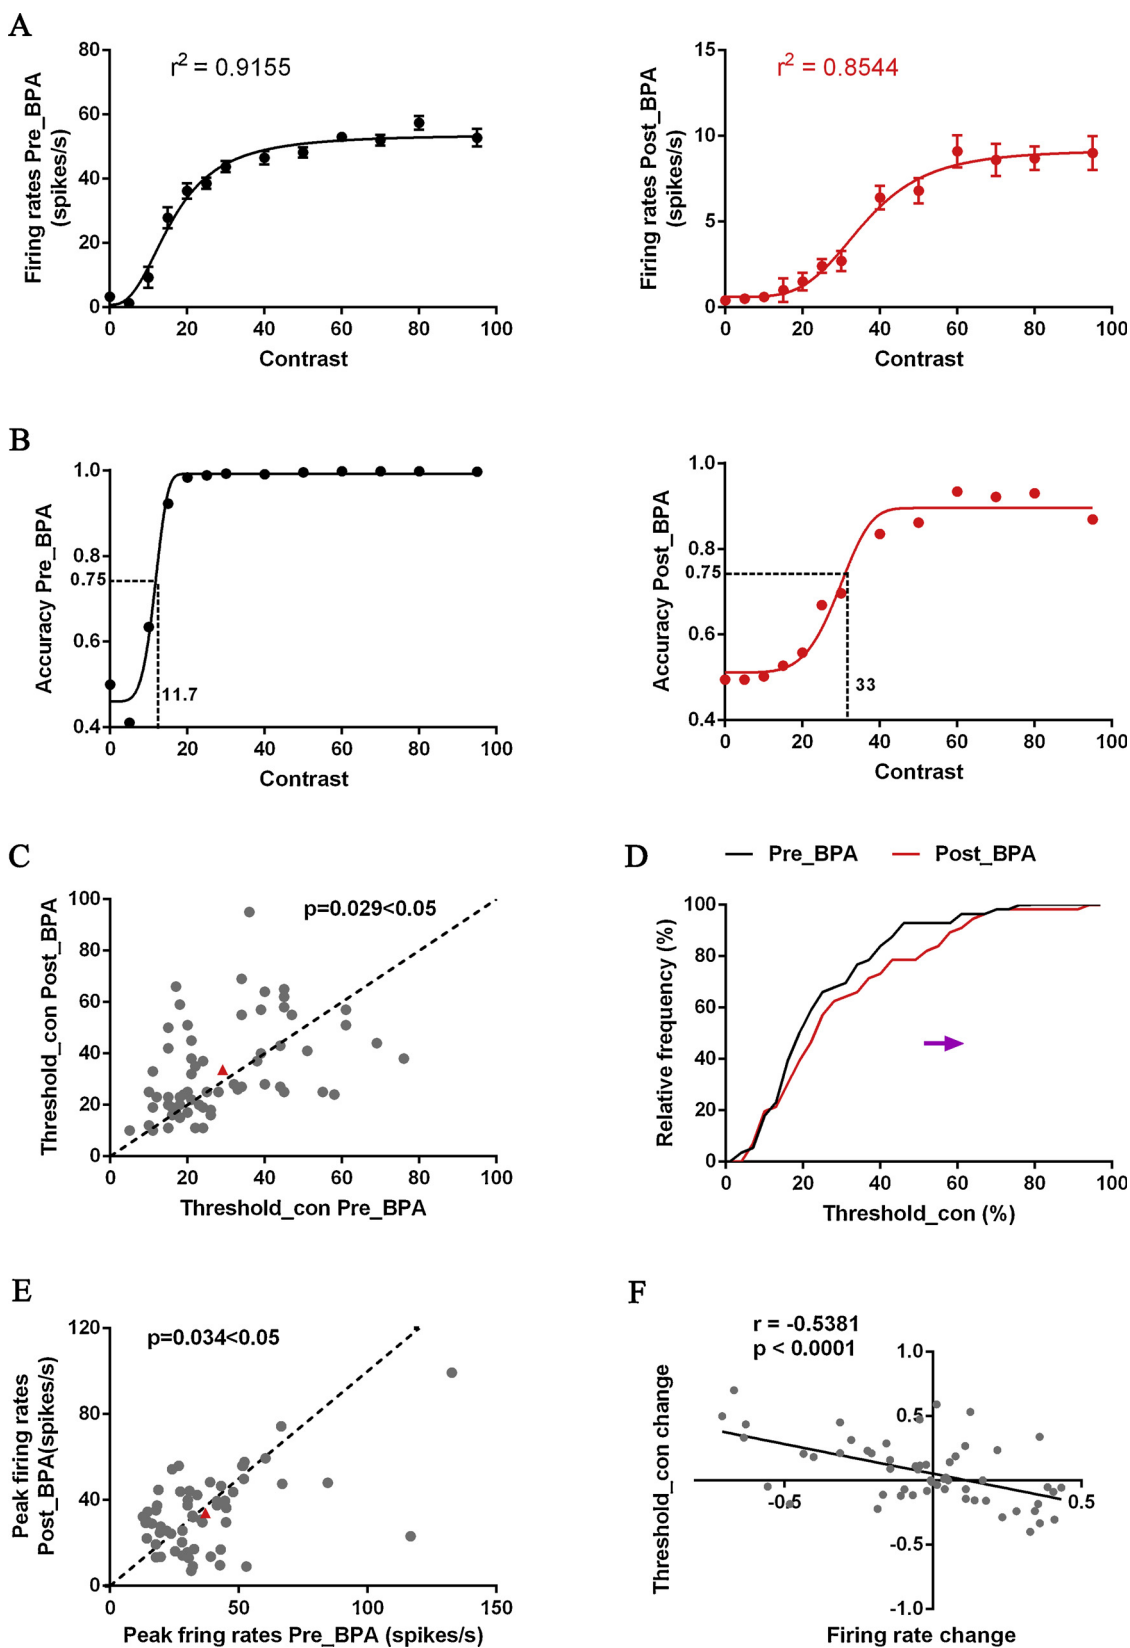 A
r² = 0.9155
Firing rates Pre_BPA
(spikes/s)
80
60
40
20
0
0 20 40 60 80 100
Contrast
r² = 0.8544
Firing rates Post_BPA
(spikes/s)
15
10
5
0
0 20 40 60 80 100
Contrast
B
Accuracy Pre_BPA
1.0
0.8
0.75
0.6
0.4
11.7
0 20 40 60 80 100
Contrast
Accuracy Post_BPA
1.0
0.8
0.75
0.6
0.4
33
0 20 40 60 80 100
Contrast
C
p=0.029<0.05
Threshold_con Post_BPA
100
80
60
40
20
0
0 20 40 60 80 100
Threshold_con Pre_BPA
D
Pre_BPA Post_BPA
Relative frequency (%)
100
80
60
40
20
0
0 20 40 60 80 100
Threshold_con (%)
E
p=0.034<0.05
Peak firing rates
Post_BPA(spikes/s)
120
80
40
0
0 50 100 150
Peak fring rates Pre_BPA (spikes/s)
F
r = -0.5381
p < 0.0001
Threshold_con change
1.0
0.5
-0.5 0.5
-0.5
-1.0
Firing rate change